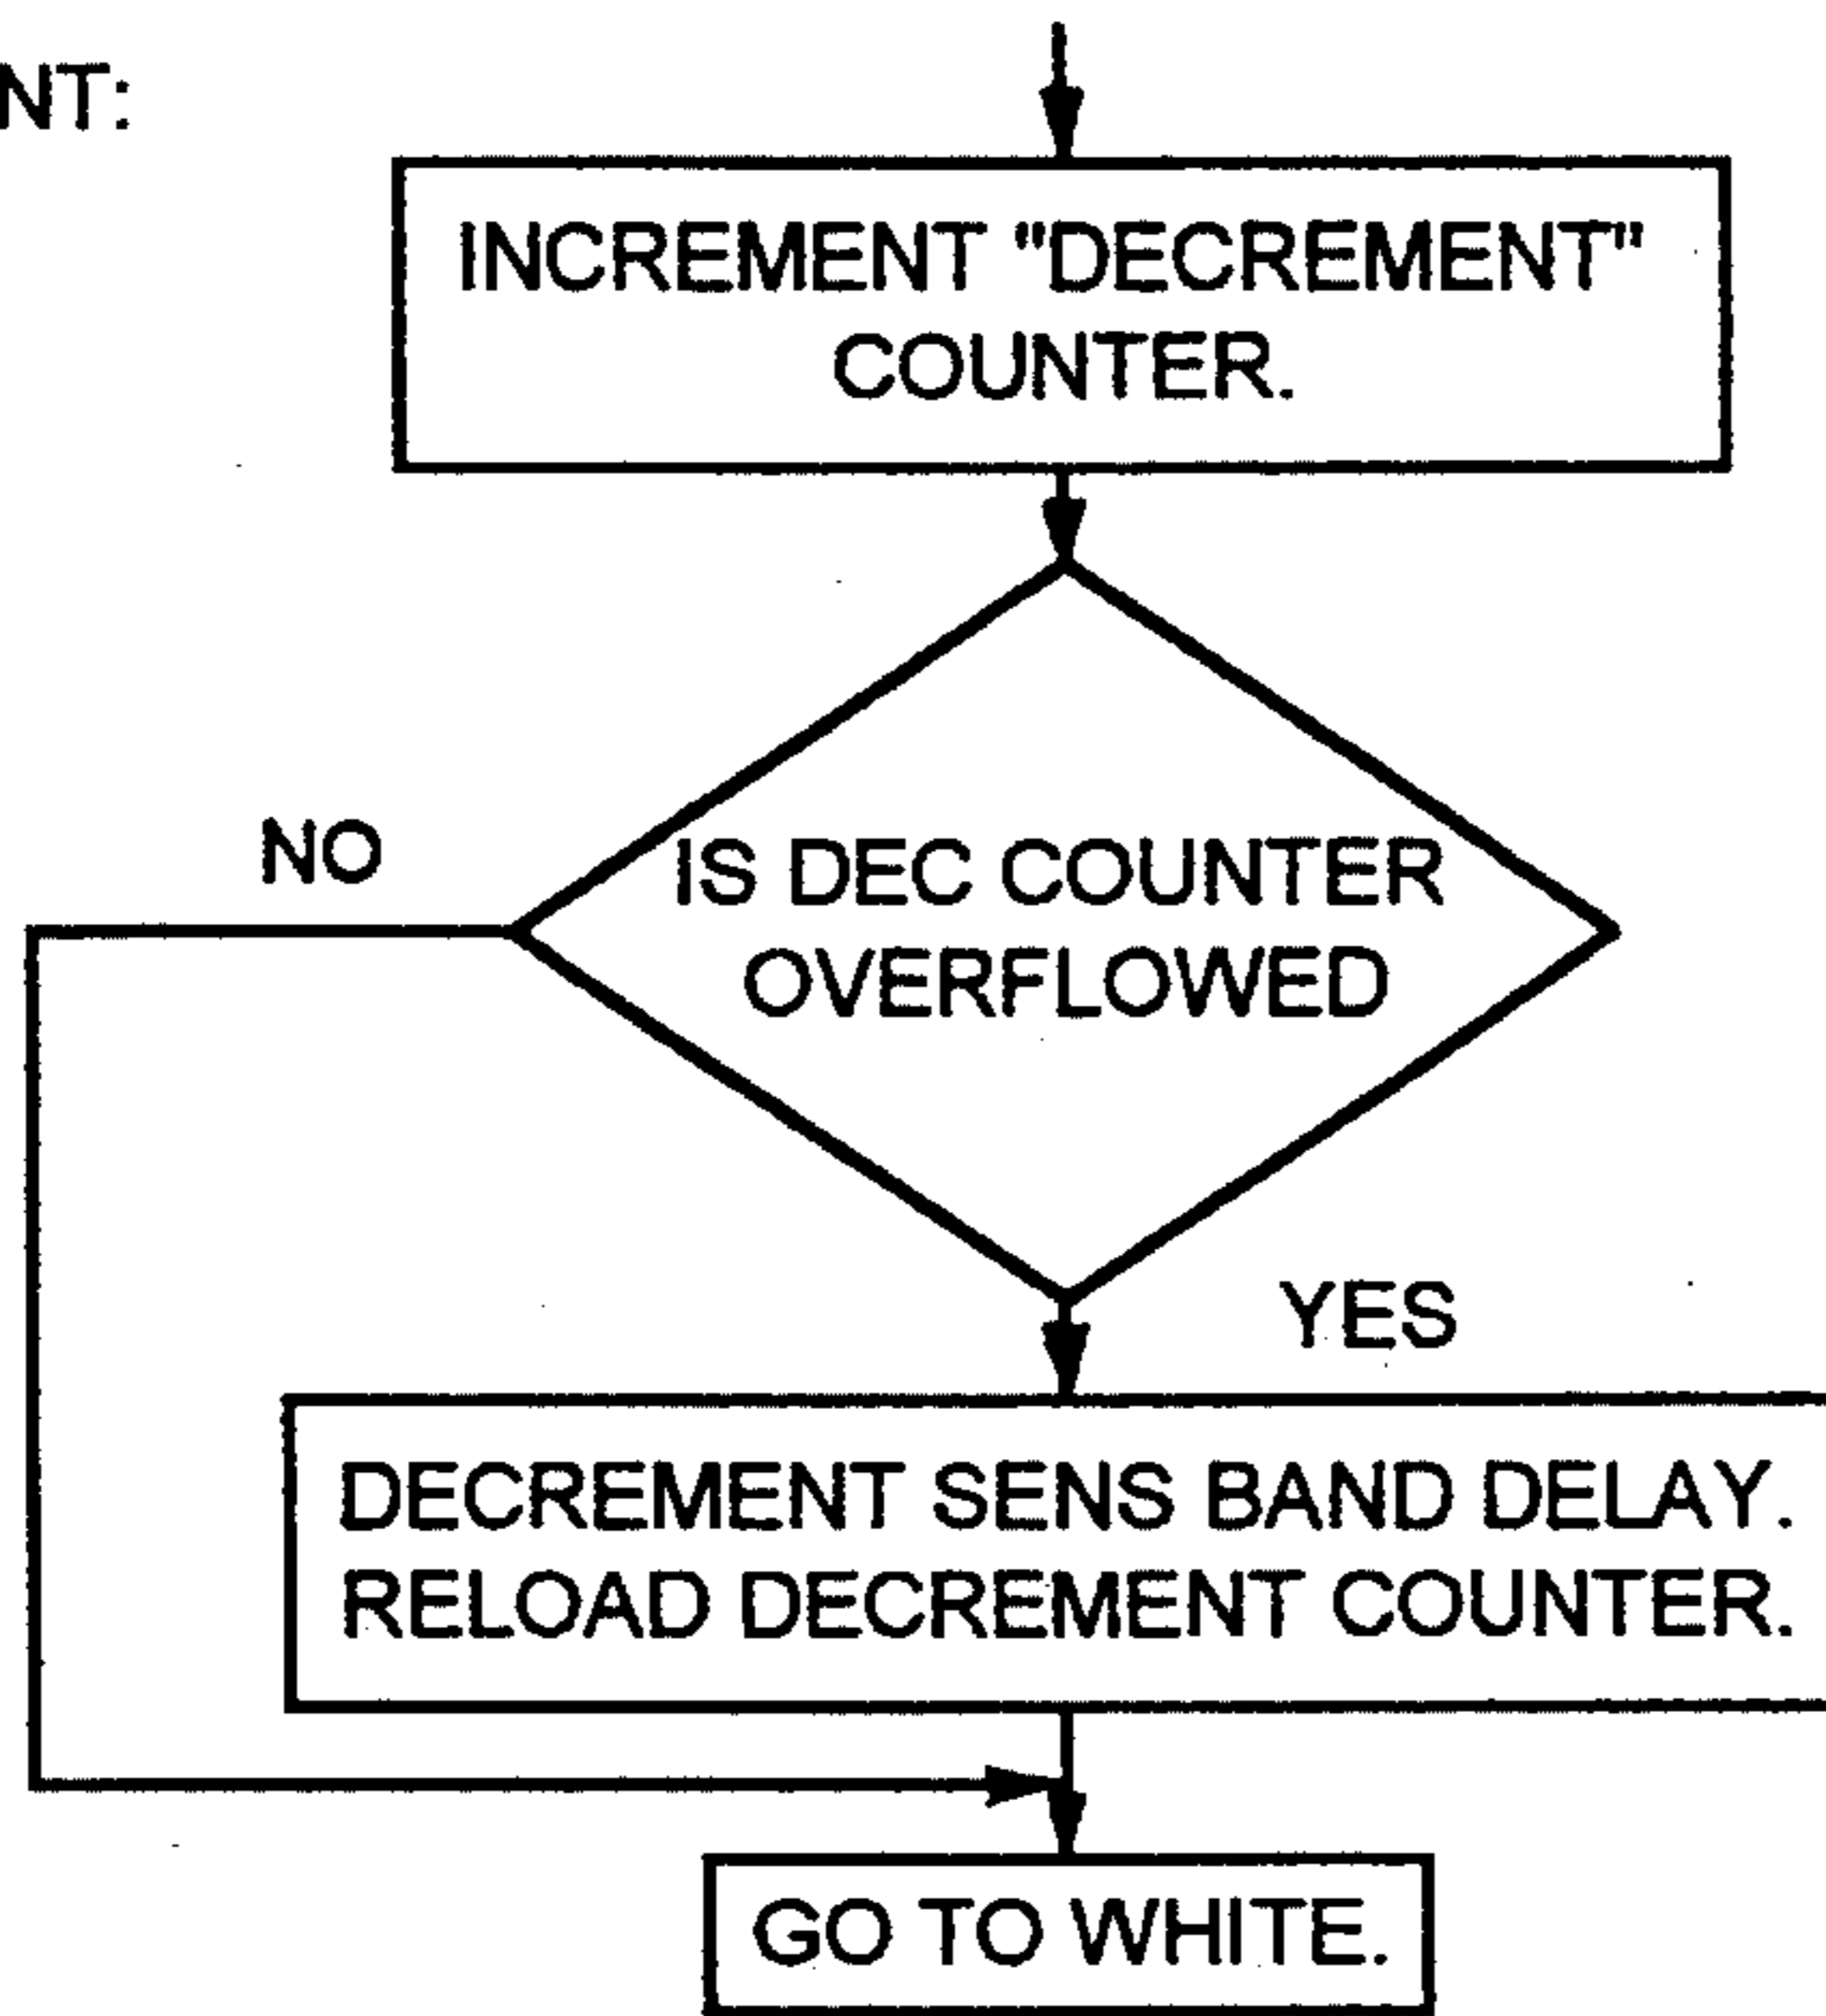 NT:
INCREMENT "DECREMENT"
COUNTER.
IS DEC COUNTER
OVERFLOWED
NO
YES
DECREMENT SENS BAND DELAY.
RELOAD DECREMENT COUNTER.
GO TO WHITE.